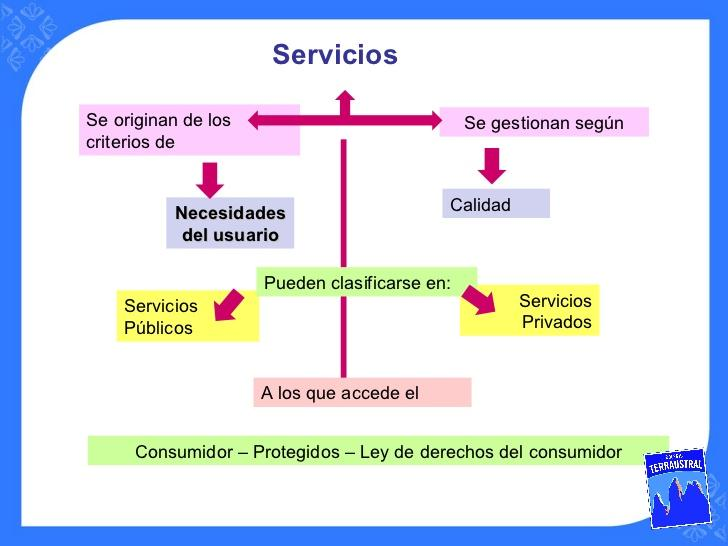 Servicios
Se originan de los
criterios de
Se gestionan según
Necesidades
del usuario
Calidad
Pueden clasificarse en:
Servicios
Públicos
Servicios
Privados
A los que accede el
Consumidor – Protegidos – Ley de derechos del consumidor
TERRAUSTRAL